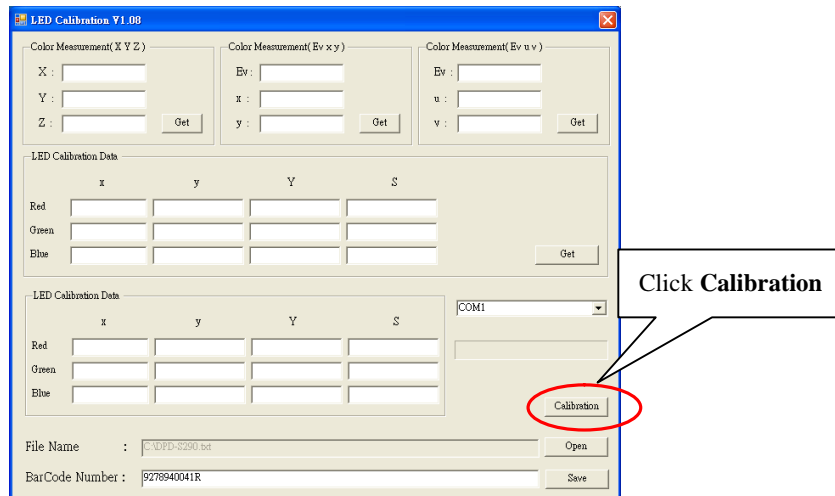 LED Calibration V1.08
Color Measurement( X Y Z )
X :
Y :
Z :
Get
Color Measurement( Ev x y )
Ev :
x :
y :
Get
Color Measurement( Ev u v )
Ev :
u :
v :
Get
LED Calibration Data
x y Y S
Red
Green
Blue
Get
LED Calibration Data
x y Y S
Red
Green
Blue
COM1
Calibration
Click Calibration
File Name : C:\DPD-S290.txt Open
BarCode Number : 9278940041R Save